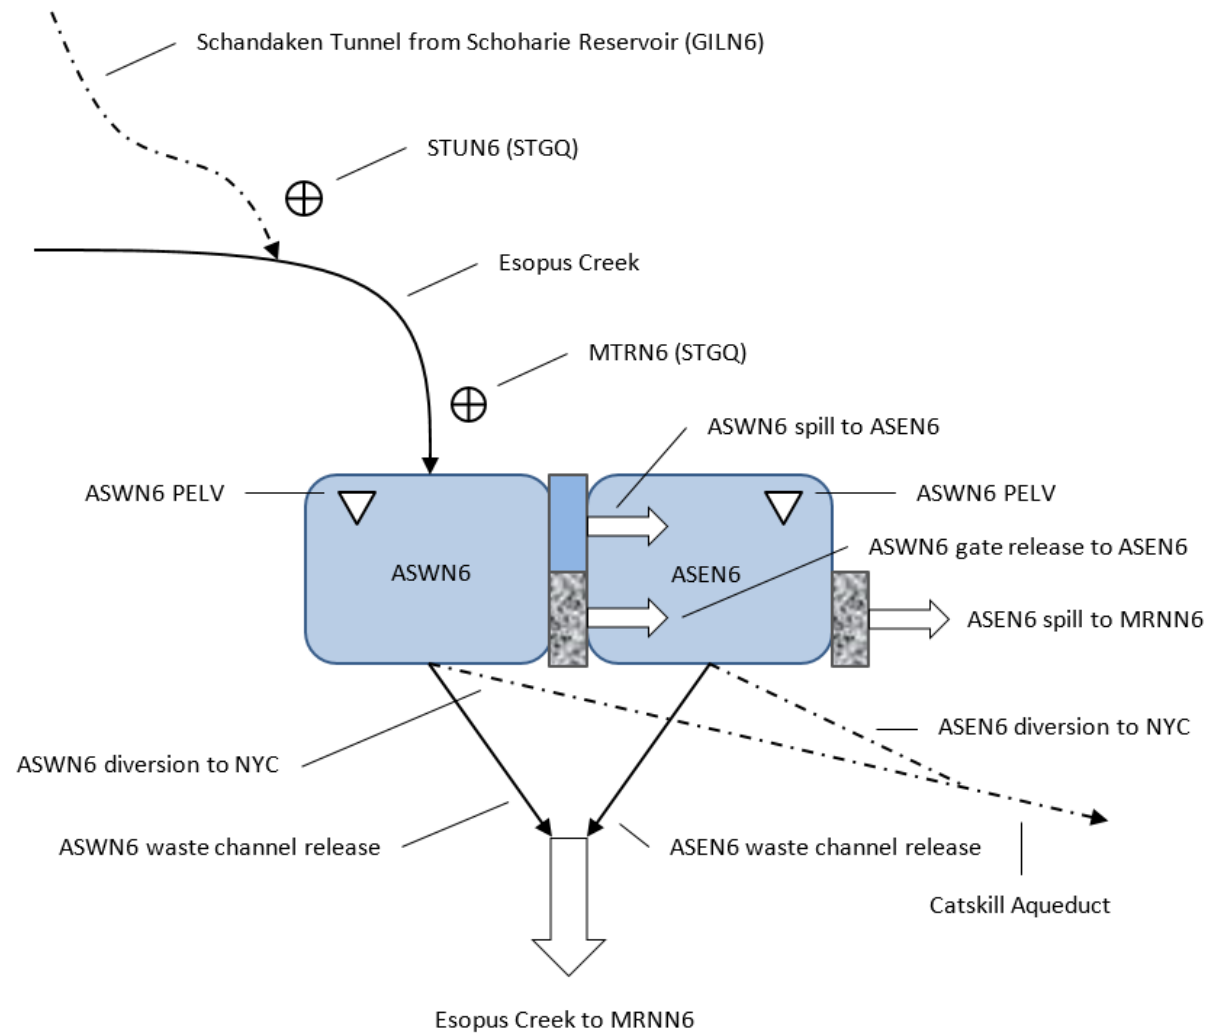 Schandaken Tunnel from Schoharie Reservoir (GILN6)
STUN6 (STGQ)
Esopus Creek
MTRN6 (STGQ)
ASWN6 spill to ASEN6
ASWN6 PELV
ASWN6 PELV
ASWN6 gate release to ASEN6
ASWN6
ASEN6
ASEN6 spill to MRNN6
ASEN6 diversion to NYC
ASWN6 diversion to NYC
ASWN6 waste channel release
ASEN6 waste channel release
Catskill Aqueduct
Esopus Creek to MRNN6